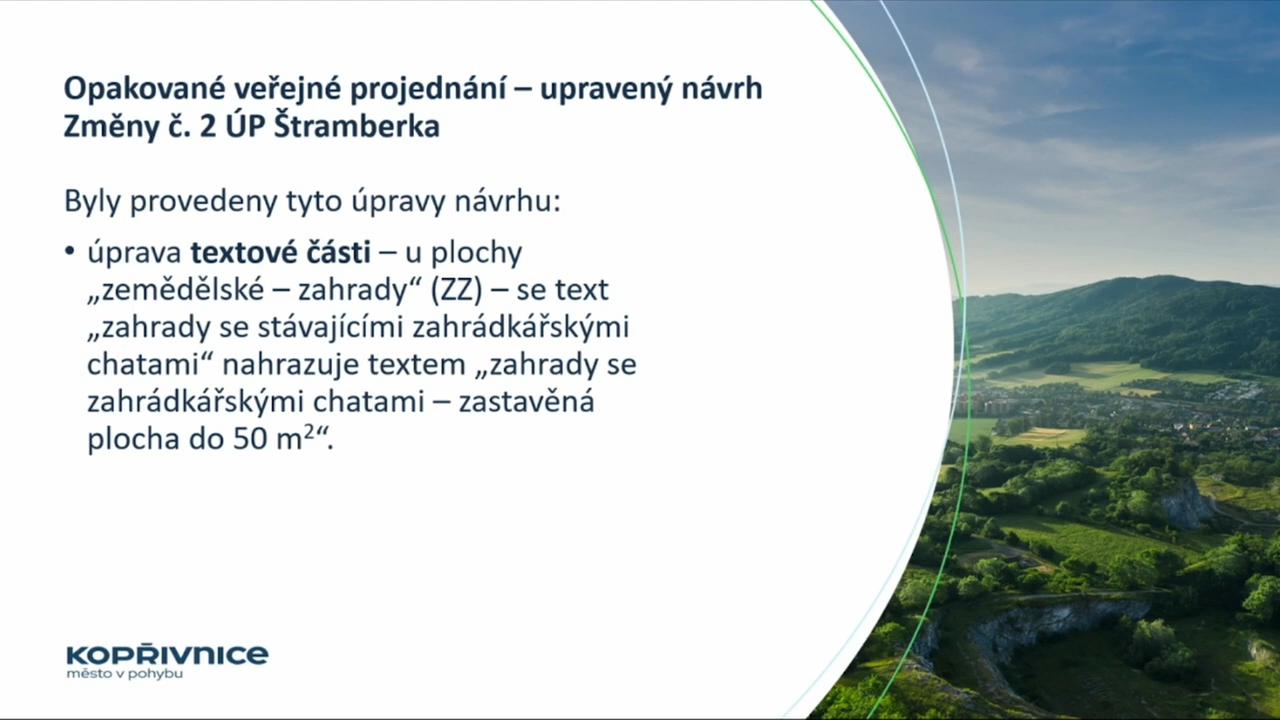 Opakované veřejné projednání – upravený návrh
Změny č. 2 ÚP Štramberka
Byly provedeny tyto úpravy návrhu:
• úprava textové části – u plochy
„zemědělské – zahrady“ (ZZ) – se text
„zahrady se stávajícími zahrádkářskými
chatami“ nahrazuje textem „zahrady se
zahrádkářskými chatami – zastavěná
plocha do 50 m²“.
KOPŘIVNICE
město v pohybu